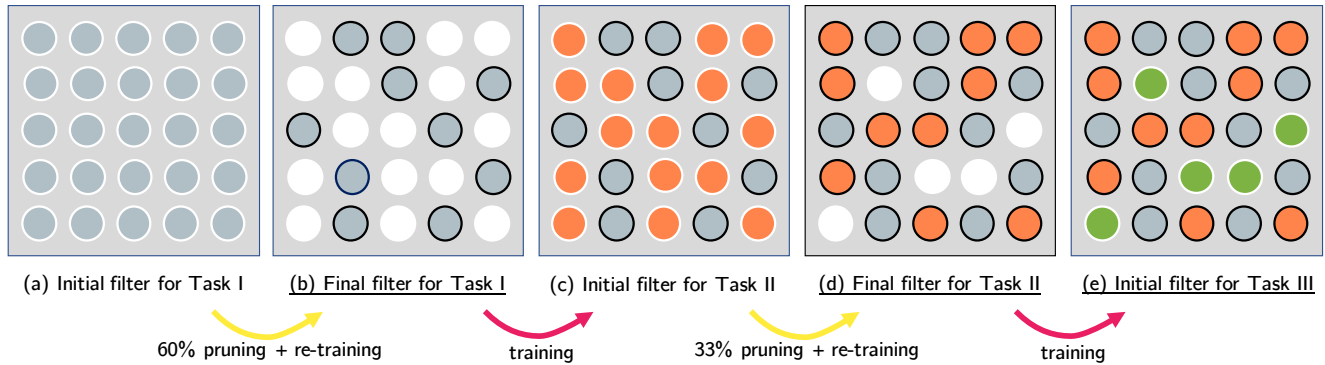 (a) Initial filter for Task I
(b) Final filter for Task I
(c) Initial filter for Task II
(d) Final filter for Task II
(e) Initial filter for Task III
60% pruning + re-training
training
33% pruning + re-training
training